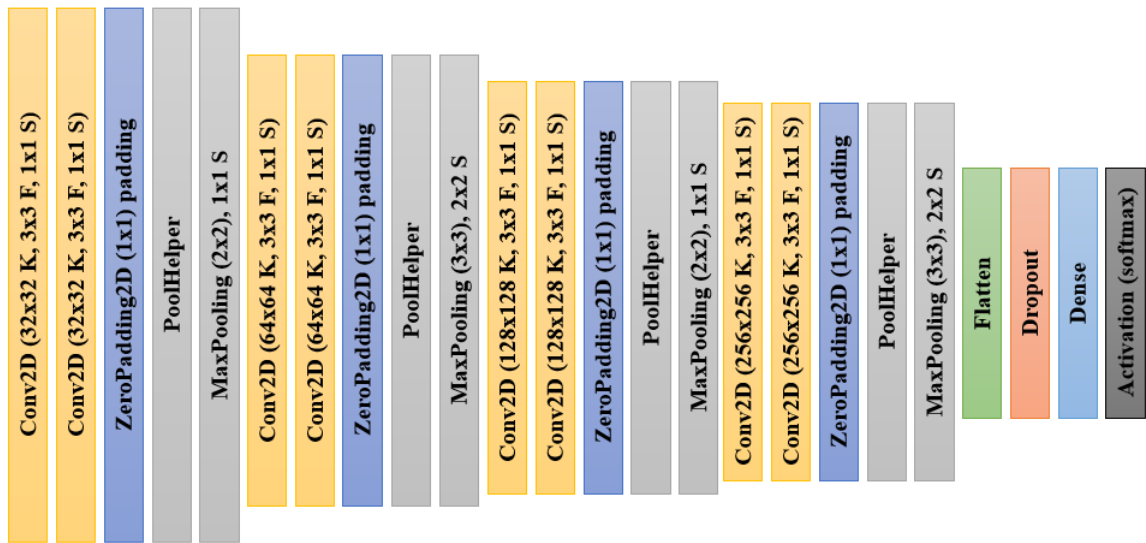 Conv2D (32x32 K, 3x3 F, 1x1 S)
Conv2D (32x32 K, 3x3 F, 1x1 S)
ZeroPadding2D (1x1) padding
PoolHelper
MaxPooling (2x2), 1x1 S
Conv2D (64x64 K, 3x3 F, 1x1 S)
Conv2D (64x64 K, 3x3 F, 1x1 S)
ZeroPadding2D (1x1) padding
PoolHelper
MaxPooling (3x3), 2x2 S
Conv2D (128x128 K, 3x3 F, 1x1 S)
Conv2D (128x128 K, 3x3 F, 1x1 S)
ZeroPadding2D (1x1) padding
PoolHelper
MaxPooling (2x2), 1x1 S
Conv2D (256x256 K, 3x3 F, 1x1 S)
Conv2D (256x256 K, 3x3 F, 1x1 S)
ZeroPadding2D (1x1) padding
PoolHelper
MaxPooling (3x3), 2x2 S
Flatten
Dropout
Dense
Activation (softmax)